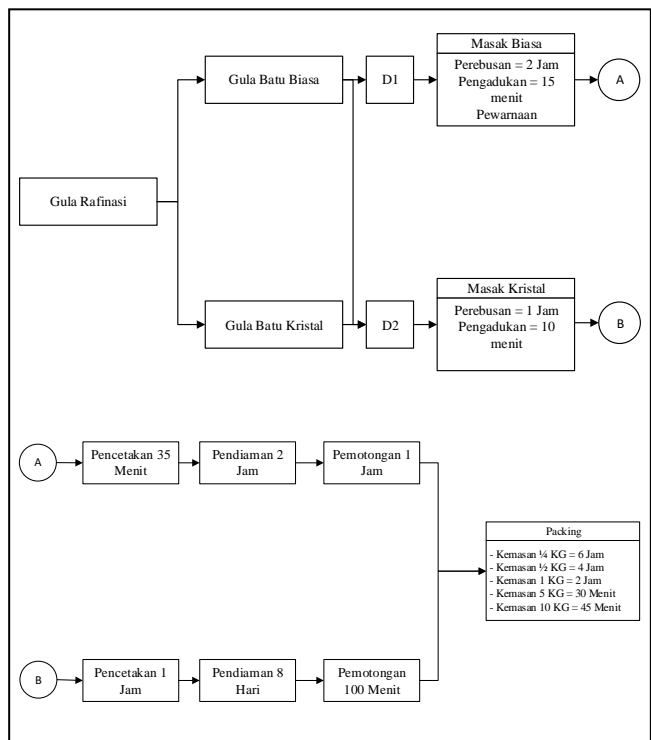 Masak Biasa
Gula Batu Biasa
D1
Perebusan = 2 Jam
Pengadukan = 15
menit
Pewarnaan
A
Gula Rafinasi
Masak Kristal
Gula Batu Kristal
D2
Perebusan = 1 Jam
Pengadukan = 10
menit
B
A
Pencetakan 35
Menit
Pendiaman 2
Jam
Pemotongan 1
Jam
Packing
- Kemasan ¼ KG = 6 Jam
- Kemasan ½ KG = 4 Jam
- Kemasan 1 KG = 2 Jam
- Kemasan 5 KG = 30 Menit
- Kemasan 10 KG = 45 Menit
B
Pencetakan 1
Jam
Pendiaman 8
Hari
Pemotongan
100 Menit